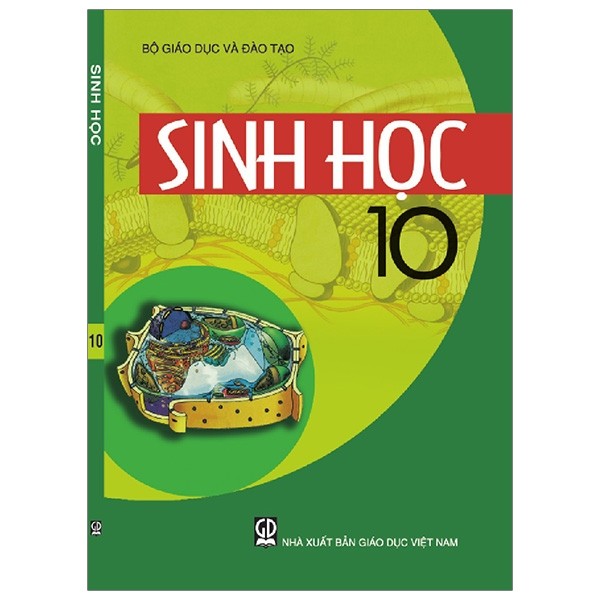 BỘ GIÁO DỤC VÀ ĐÀO TẠO
SINH HỌC
10
SINH HỌC
10
GD
NHÀ XUẤT BẢN GIÁO DỤC VIỆT NAM
GD